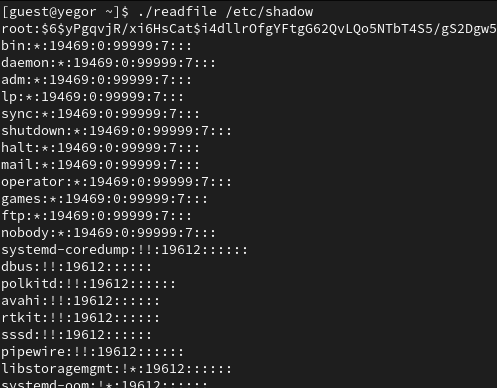 [guest@yegor ~]$ ./readfile /etc/shadow
root:$6$yPgqvjR/xi6HsCat$i4dllrOfgYFtgG62QvLQo5NTbT4S5/gS2Dgw5
bin:*:19469:0:99999:7:::
daemon:*:19469:0:99999:7:::
adm:*:19469:0:99999:7:::
lp:*:19469:0:99999:7:::
sync:*:19469:0:99999:7:::
shutdown:*:19469:0:99999:7:::
halt:*:19469:0:99999:7:::
mail:*:19469:0:99999:7:::
operator:*:19469:0:99999:7:::
games:*:19469:0:99999:7:::
ftp:*:19469:0:99999:7:::
nobody:*:19469:0:99999:7:::
systemd-coredump:!!:19612::::::
dbus:!!:19612::::::
polkitd:!!:19612::::::
avahi:!!:19612::::::
rtkit:!!:19612::::::
sssd:!!:19612::::::
pipewire:!!:19612::::::
libstoragemgmt:!*:19612::::::
systemd-oom:!*:19612::::::